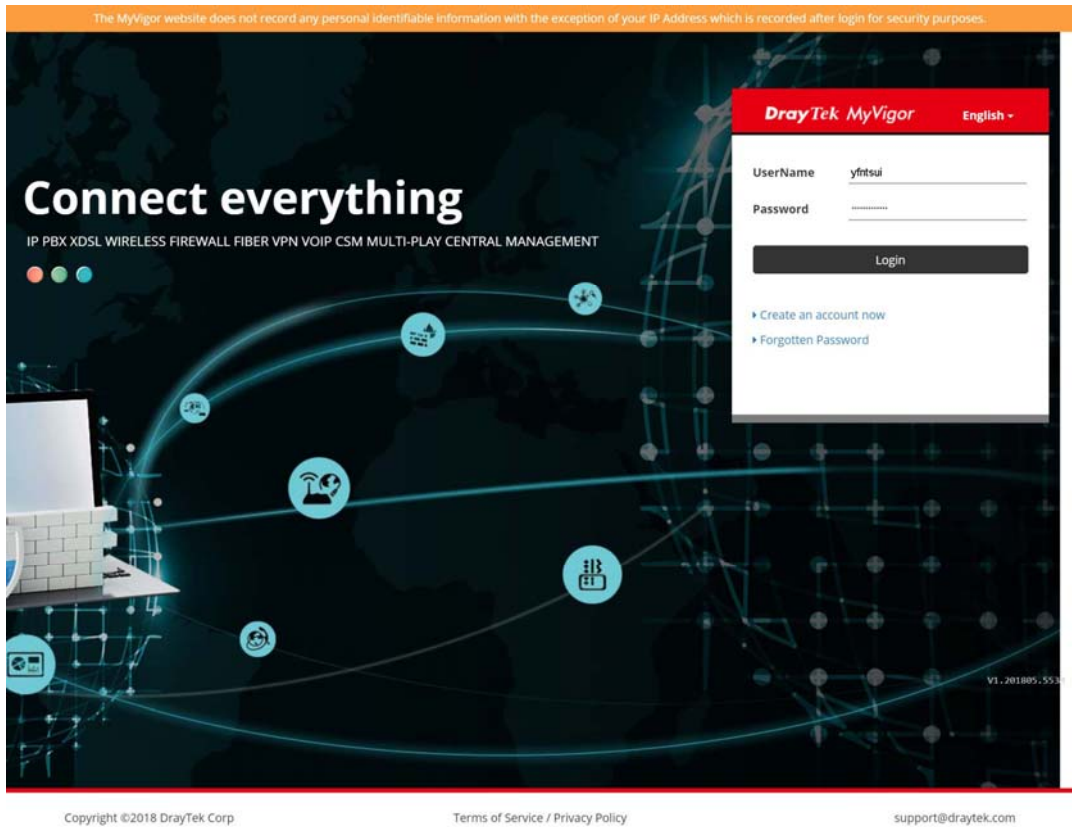 The MyVigor website does not record any personal identifiable information with the exception of your IP Address which is recorded after login for security purposes.
DrayTek MyVigor English
UserName yfntsui
Password ·············
Login
Create an account now
Forgotten Password
Connect everything
IP PBX XDSL WIRELESS FIREWALL FIBER VPN VOIP CSM MULTI-PLAY CENTRAL MANAGEMENT
Copyright ©2018 DrayTek Corp Terms of Service / Privacy Policy support@draytek.com